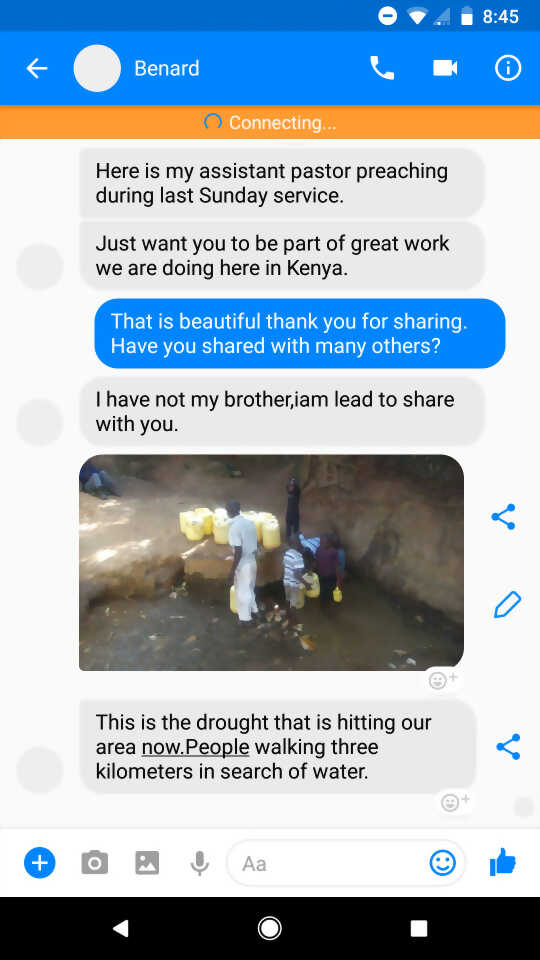 8:45
Benard
Connecting...
Here is my assistant pastor preaching
during last Sunday service.
Just want you to be part of great work
we are doing here in Kenya.
That is beautiful thank you for sharing.
Have you shared with many others?
I have not my brother,iam lead to share
with you.
This is the drought that is hitting our
area now.People walking three
kilometers in search of water.
Aa